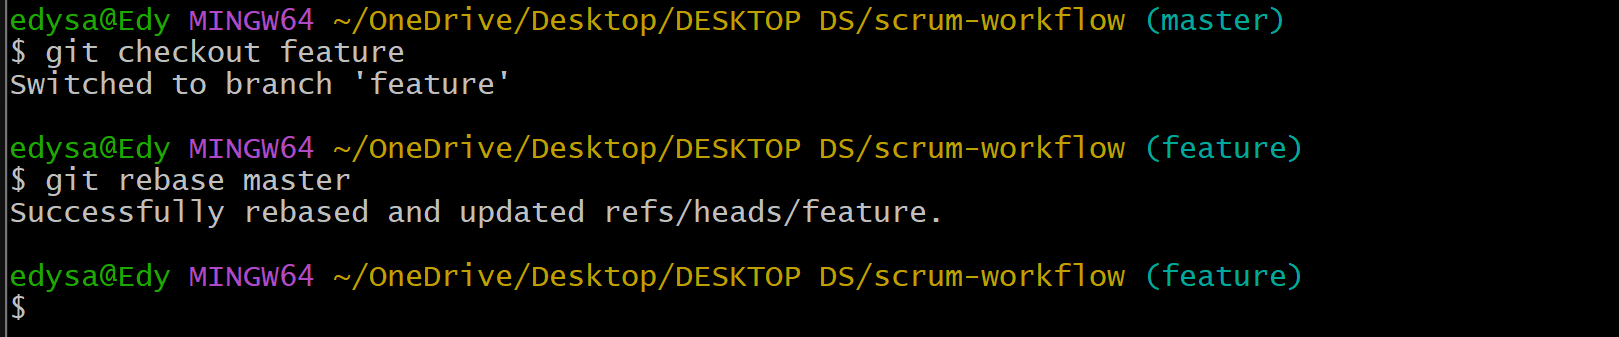 edysa@Edy MINGW64 ~/OneDrive/Desktop/DESKTOP DS/scrum-workflow (master)
$ git checkout feature
Switched to branch 'feature'
edysa@Edy MINGW64 ~/OneDrive/Desktop/DESKTOP DS/scrum-workflow (feature)
$ git rebase master
Successfully rebased and updated refs/heads/feature.
edysa@Edy MINGW64 ~/OneDrive/Desktop/DESKTOP DS/scrum-workflow (feature)
$